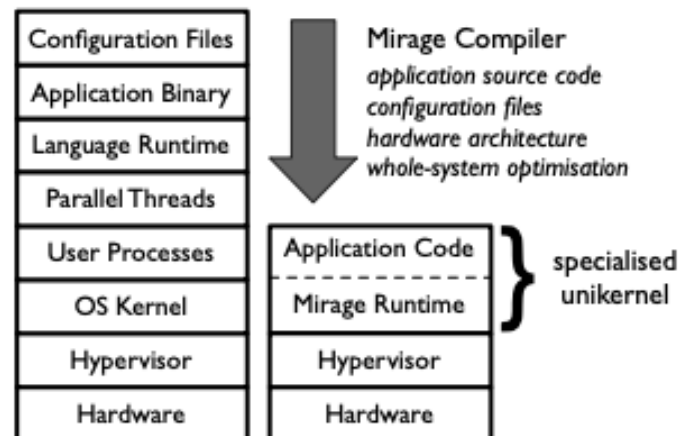 Configuration Files
Application Binary
Language Runtime
Parallel Threads
User Processes
OS Kernel
Hypervisor
Hardware
Mirage Compiler
application source code
configuration files
hardware architecture
whole-system optimisation
Application Code
Mirage Runtime
Hypervisor
Hardware
specialised
unikernel